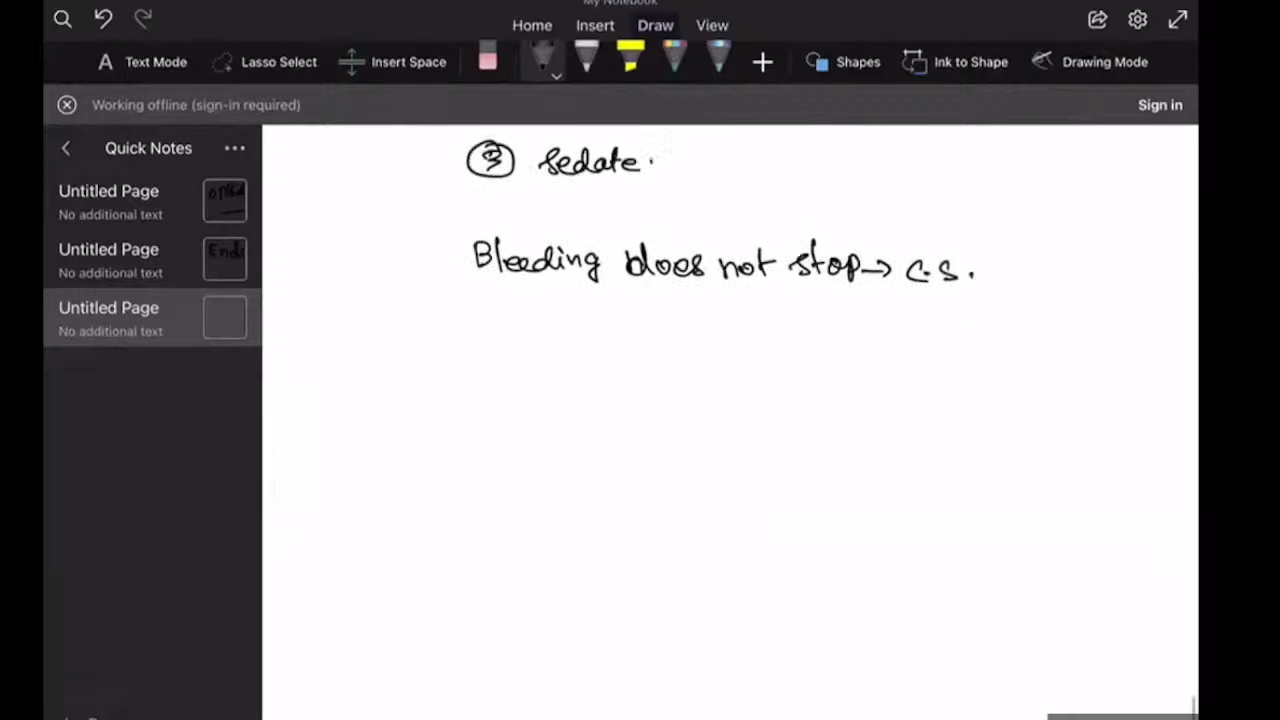 My Notebook
Home Insert Draw View
Text Mode Lasso Select Insert Space Shapes Ink to Shape Drawing Mode
Working offline (sign-in required) Sign in
Quick Notes
Untitled Page
No additional text
Untitled Page
No additional text
Ende
Untitled Page
No additional text
③ Sedate.
Bleeding does not stop → C.S.